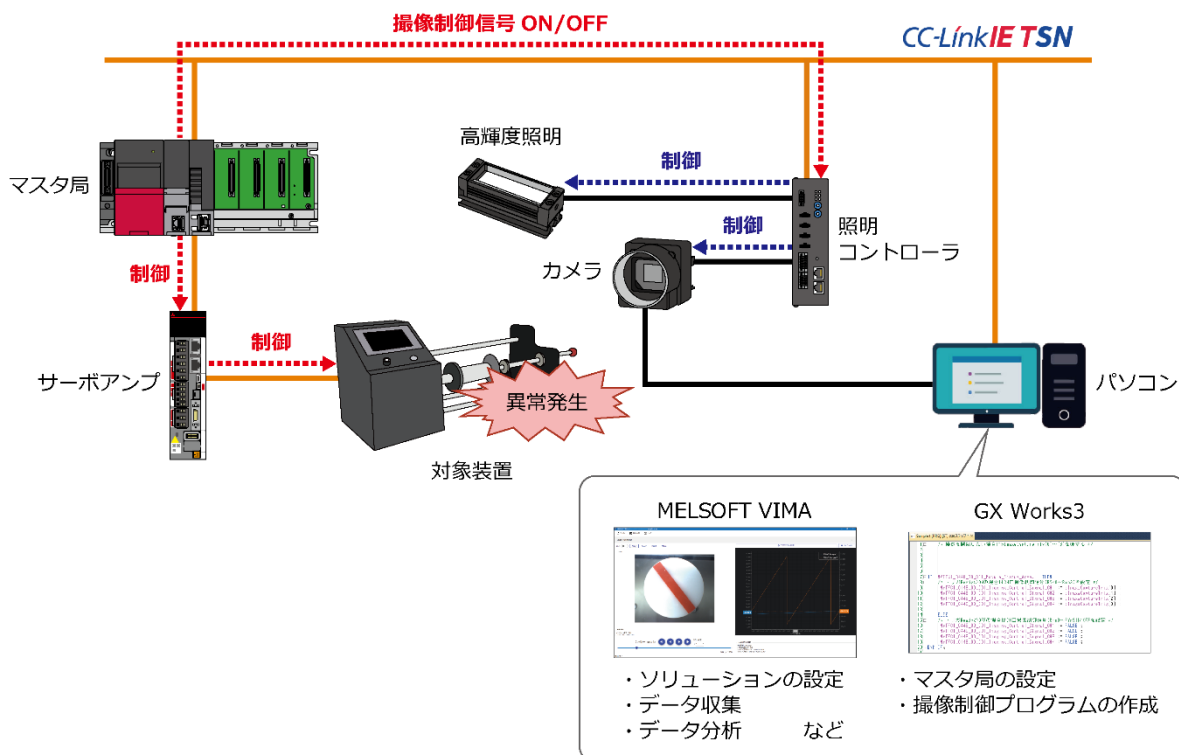 撮像制御信号 ON/OFF
CC-Link IE TSN
マスタ局
高輝度照明
制御
制御
照明
コントローラ
カメラ
制御
サーボアンプ
制御
異常発生
対象装置
パソコン
MELSOFT VIMA
・ソリューションの設定
・データ収集
・データ分析 など
GX Works3
・マスタ局の設定
・撮像制御プログラムの作成